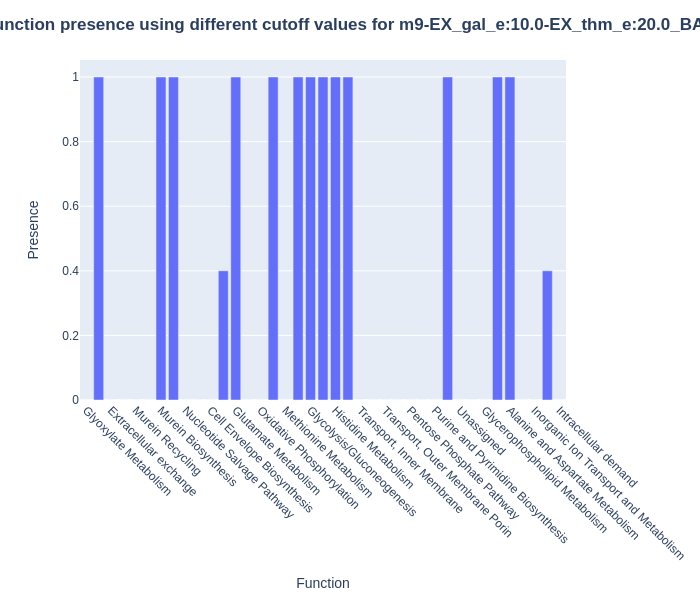 unction presence using different cutoff values for m9-EX_gal_e:10.0-EX_thm_e:20.0_BA
Presence
1
0.8
0.6
0.4
0.2
0
Glyoxylate Metabolism
Extracellular exchange
Murein Recycling
Murein Biosynthesis
Nucleotide Salvage Pathway
Cell Envelope Biosynthesis
Glutamate Metabolism
Oxidative Phosphorylation
Methionine Metabolism
Glycolysis/Gluconeogenesis
Histidine Metabolism
Transport, Inner Membrane
Transport, Outer Membrane Porin
Pentose Phosphate Pathway
Purine and Pyrimidine Biosynthesis
Unassigned
Glycerophospholipid Metabolism
Alanine and Aspartate Metabolism
Inorganic Ion Transport and Metabolism
Intracellular demand
Function